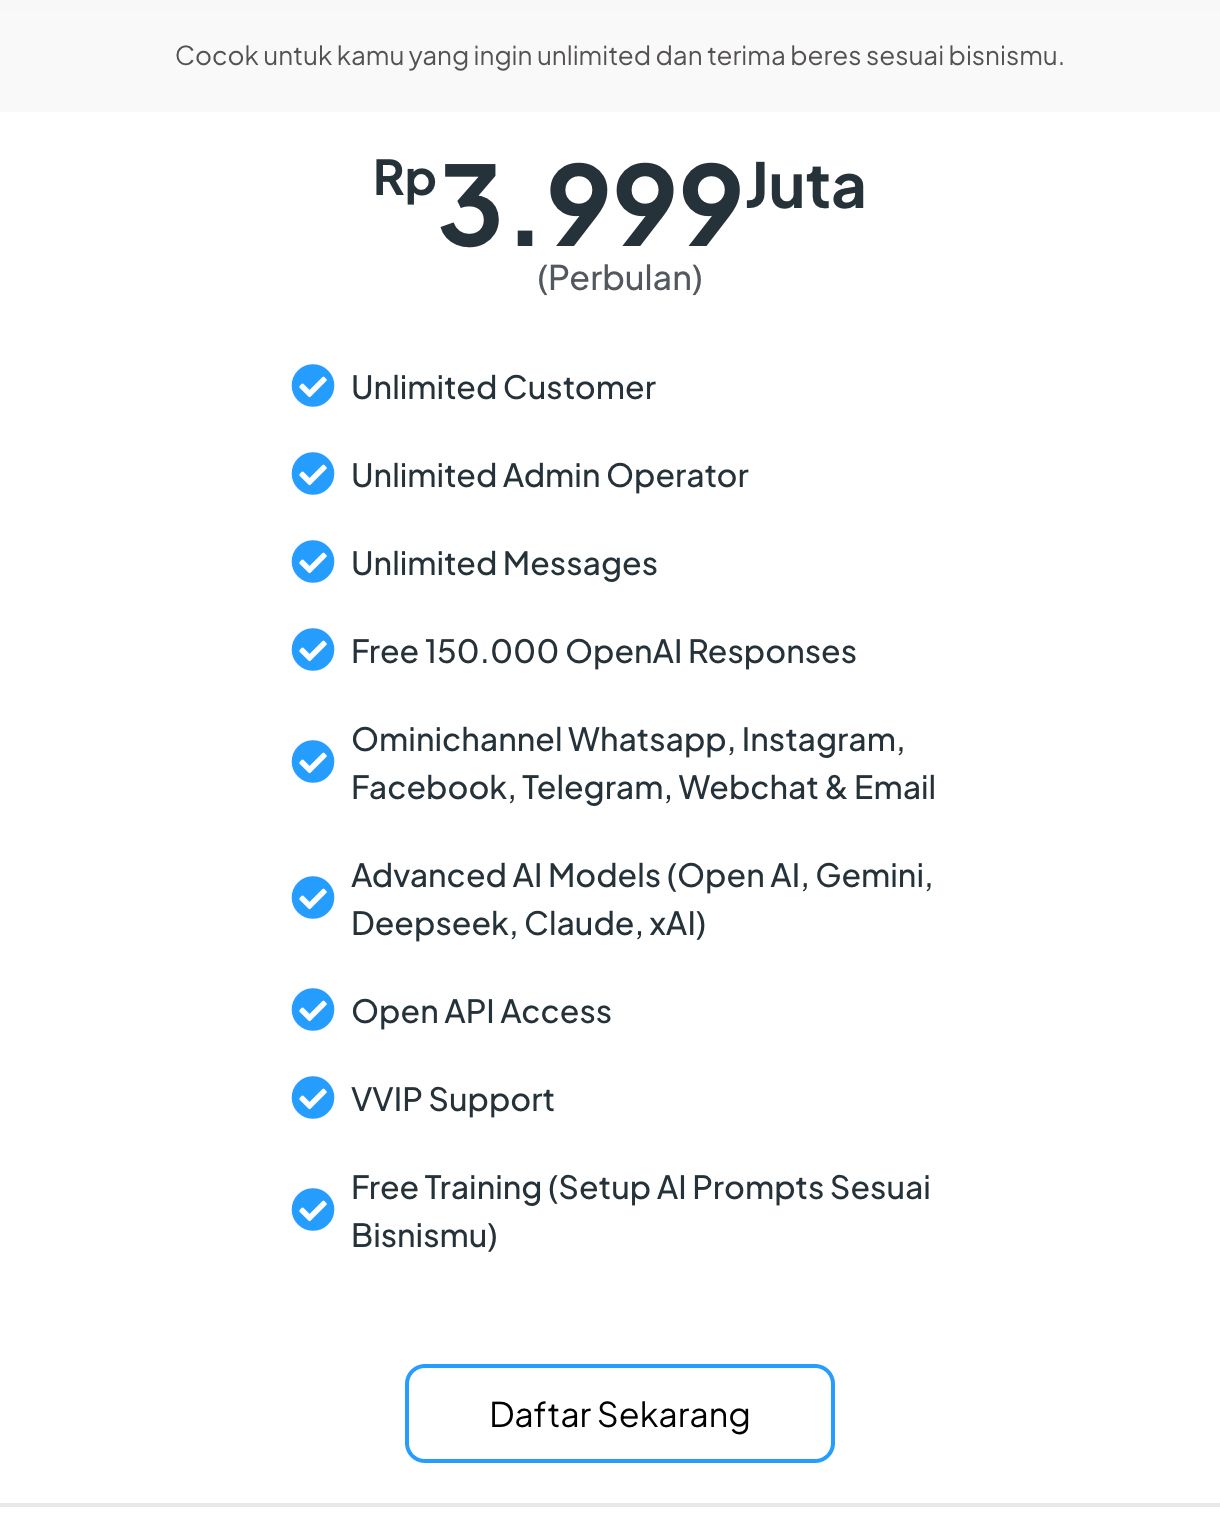 Cocok untuk kamu yang ingin unlimited dan terima beres sesuai bisnismu.
Rp3.999Juta
(Perbulan)
Unlimited Customer
Unlimited Admin Operator
Unlimited Messages
Free 150.000 OpenAI Responses
Ominichannel Whatsapp, Instagram,
Facebook, Telegram, Webchat & Email
Advanced AI Models (Open AI, Gemini,
Deepseek, Claude, xAI)
Open API Access
VVIP Support
Free Training (Setup AI Prompts Sesuai
Bisnismu)
Daftar Sekarang